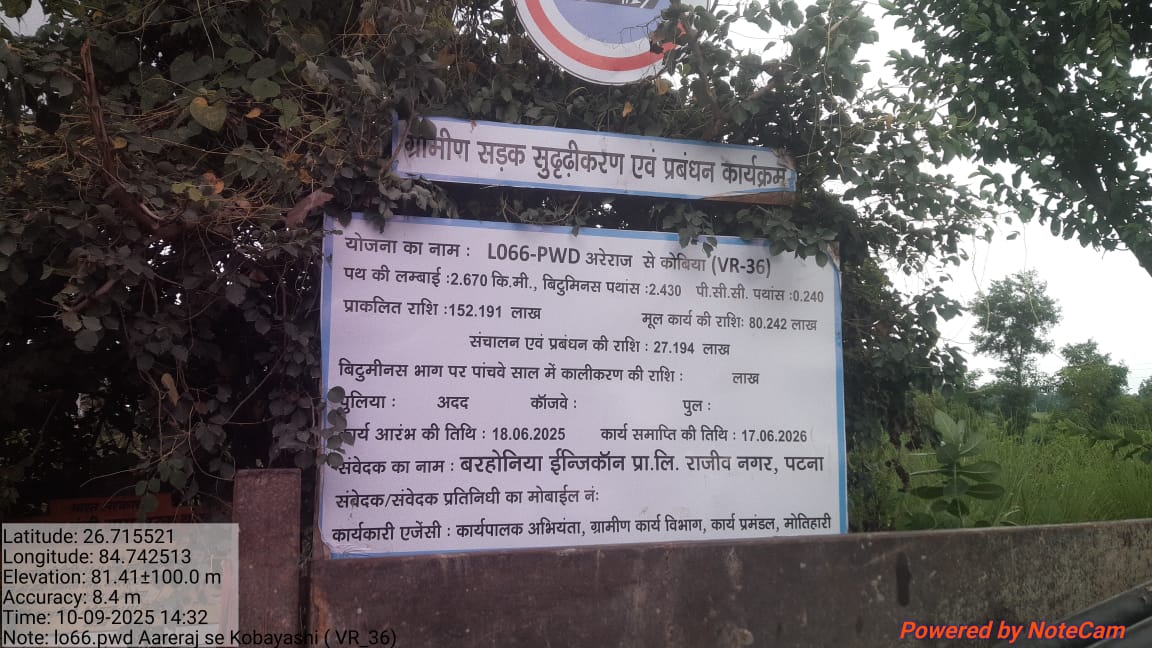 ग्रामीण सड़क सुदृढ़ीकरण एवं प्रबंधन कार्यक्रम
योजना का नाम : L066-PWD अरेराज से कोबिया (VR-36)
पथ की लम्बाई :2.670 कि.मी., बिटुमिनस पथांस :2.430 पी.सी.सी. पथांस :0.240
प्राकलित राशि :152.191 लाख मूल कार्य की राशिः 80.242 लाख
संचालन एवं प्रबंधन की राशि : 27.194 लाख
बिटुमीनस भाग पर पांचवे साल में कालीकरण की राशि : लाख
पुलिया : अदद कॉजवे : पुल :
कार्य आरंभ की तिथि : 18.06.2025 कार्य समाप्ति की तिथि : 17.06.2026
संवेदक का नाम : बरहोनिया ईन्जिकॉन प्रा.लि. राजीव नगर, पटना
संबेदक/संवेदक प्रतिनिधी का मोबाईल नंः
कार्यकारी एजेंसी : कार्यपालक अभियंता, ग्रामीण कार्य विभाग, कार्य प्रमंडल, मोतिहारी
Latitude: 26.715521
Longitude: 84.742513
Elevation: 81.41±100.0 m
Accuracy: 8.4 m
Time: 10-09-2025 14:32
Note: lo66.pwd Aareraj se Kobayashi ( VR_36)
Powered by NoteCam